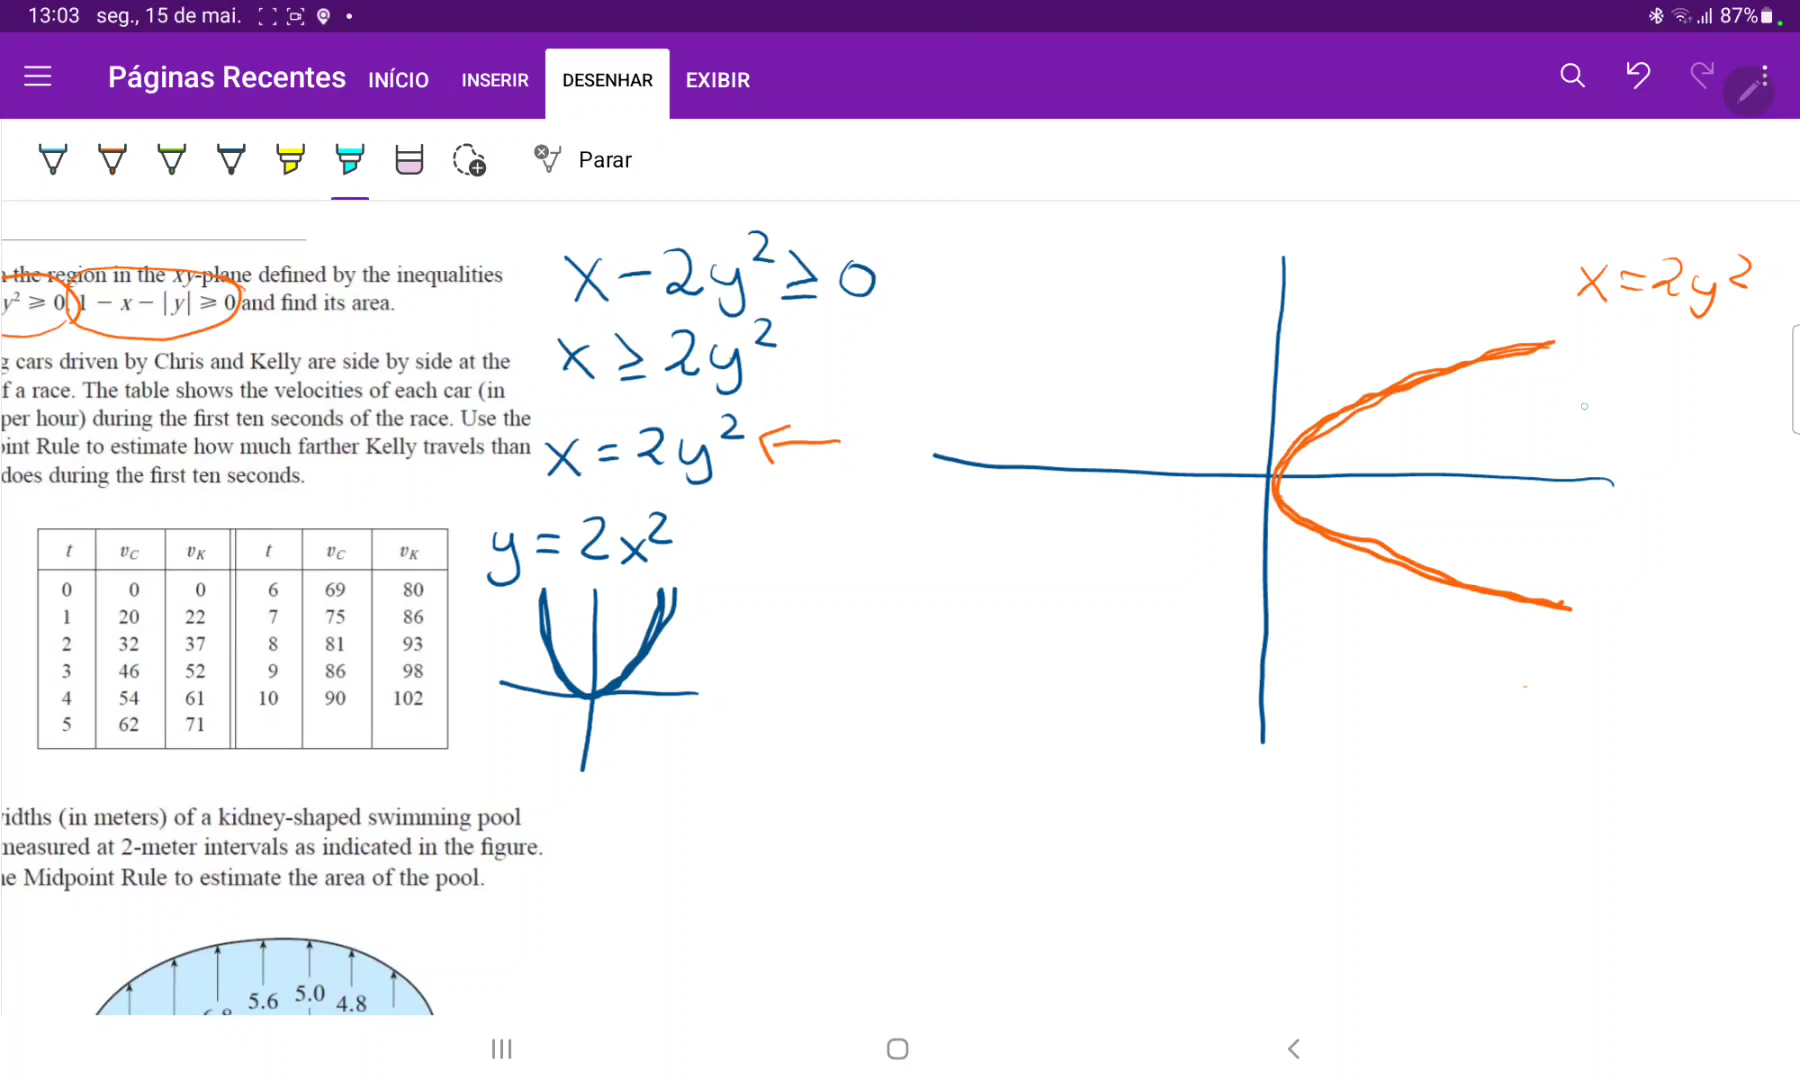 13:03 seg., 15 de mai.
87%
Páginas Recentes INÍCIO INSERIR DESENHAR EXIBIR
Parar
the region in the xy-plane defined by the inequalities
y² ⩾ 0 1 − x − |y| ⩾ 0 and find its area.
g cars driven by Chris and Kelly are side by side at the
f a race. The table shows the velocities of each car (in
per hour) during the first ten seconds of the race. Use the
oint Rule to estimate how much farther Kelly travels than
does during the first ten seconds.
t v_C v_K t v_C v_K
0 0 0 6 69 80
1 20 22 7 75 86
2 32 37 8 81 93
3 46 52 9 86 98
4 54 61 10 90 102
5 62 71
idths (in meters) of a kidney-shaped swimming pool
measured at 2-meter intervals as indicated in the figure.
e Midpoint Rule to estimate the area of the pool.
5.6 5.0 4.8
x − 2y² ≥ 0
x ≥ 2y²
x = 2y²
y = 2x²
x = 2y²